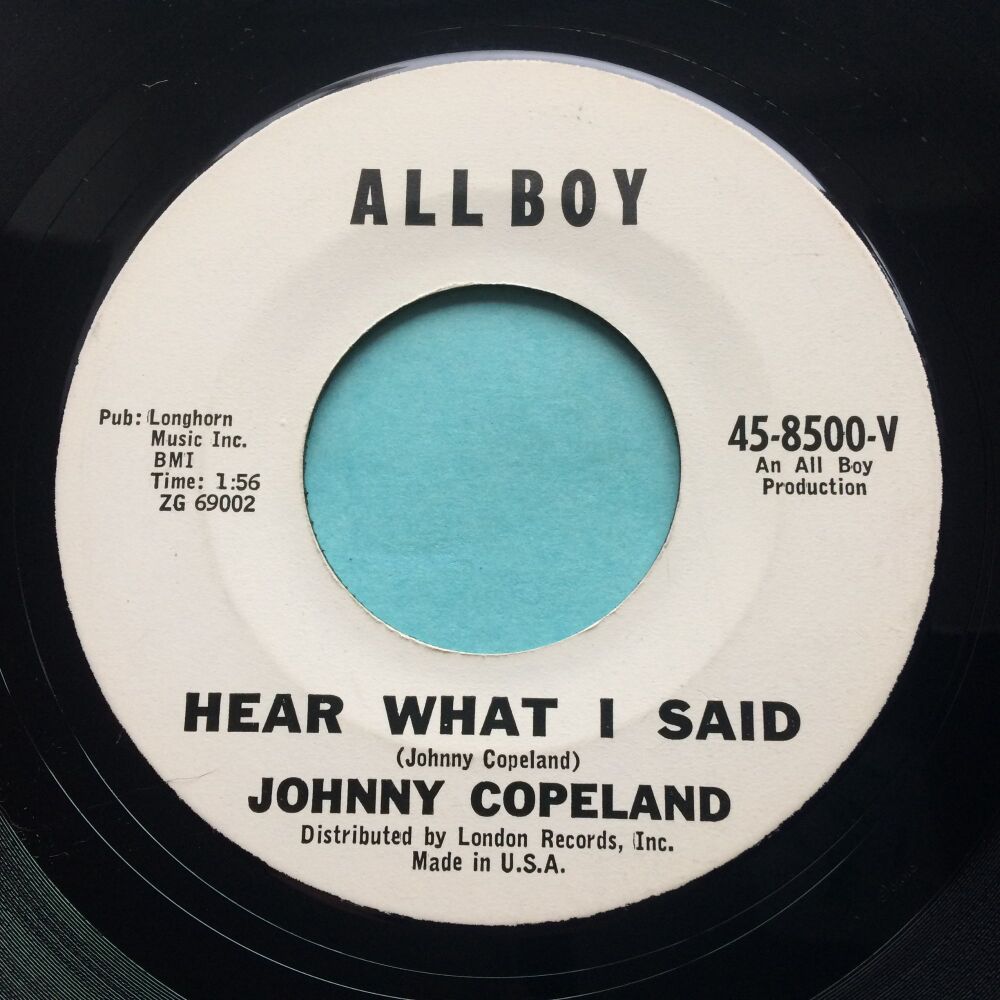 ALL BOY
Pub: Longhorn
Music Inc.
BMI
Time: 1:56
ZG 69002
45-8500-V
An All Boy
Production
HEAR WHAT I SAID
(Johnny Copeland)
JOHNNY COPELAND
Distributed by London Records, Inc.
Made in U.S.A.